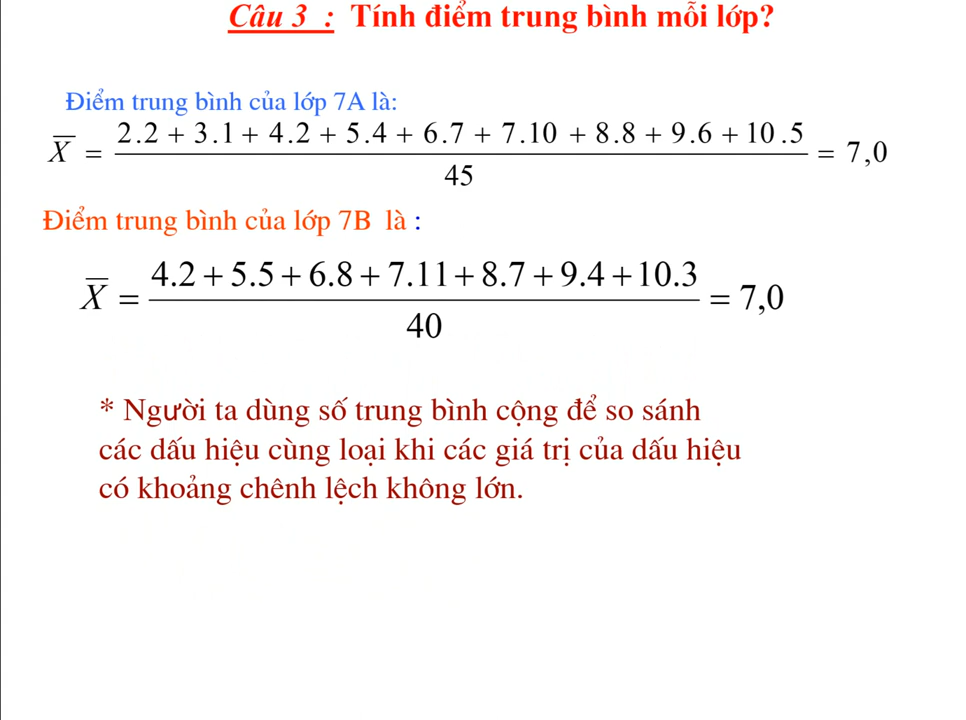 Câu 3 : Tính điểm trung bình mỗi lớp?
Điểm trung bình của lớp 7A là:
X̅ = (2.2 + 3.1 + 4.2 + 5.4 + 6.7 + 7.10 + 8.8 + 9.6 + 10.5) / 45 = 7,0
Điểm trung bình của lớp 7B là :
X̅ = (4.2 + 5.5 + 6.8 + 7.11 + 8.7 + 9.4 + 10.3) / 40 = 7,0
* Người ta dùng số trung bình cộng để so sánh
các dấu hiệu cùng loại khi các giá trị của dấu hiệu
có khoảng chênh lệch không lớn.